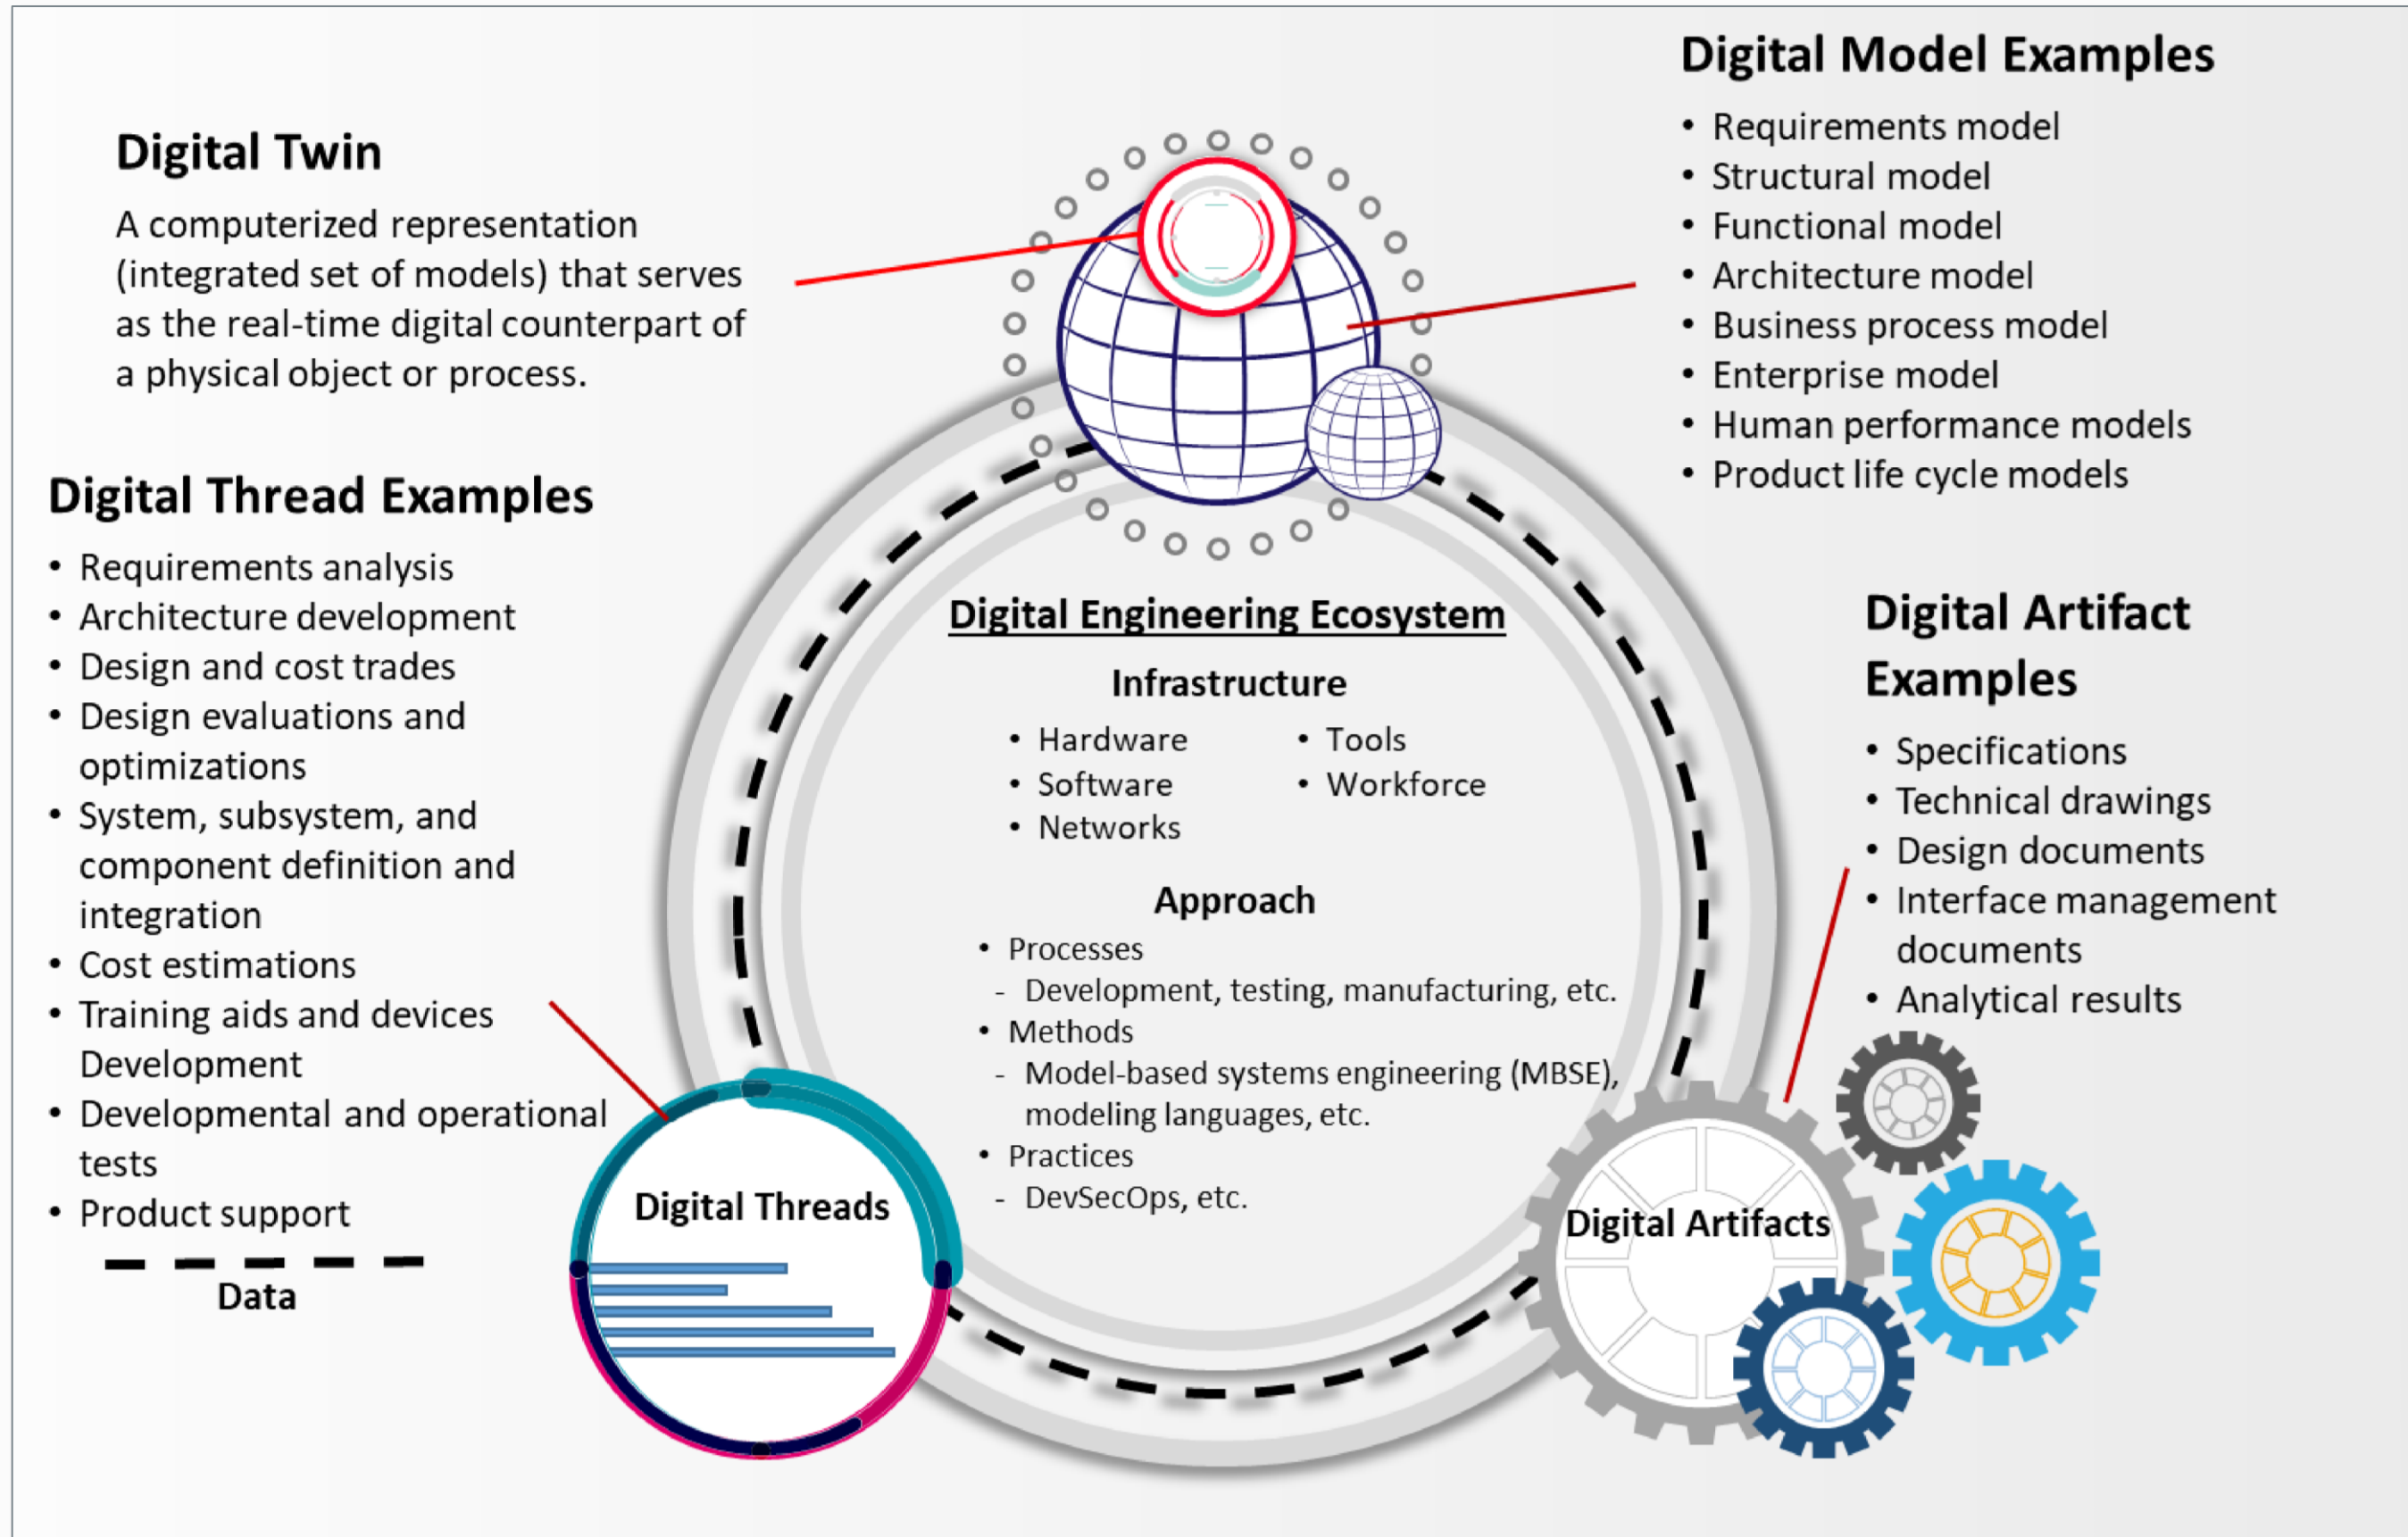 Digital Twin
A computerized representation
(integrated set of models) that serves
as the real-time digital counterpart of
a physical object or process.
Digital Model Examples
• Requirements model
• Structural model
• Functional model
• Architecture model
• Business process model
• Enterprise model
• Human performance models
• Product life cycle models
Digital Thread Examples
• Requirements analysis
• Architecture development
• Design and cost trades
• Design evaluations and
optimizations
• System, subsystem, and
component definition and
integration
• Cost estimations
• Training aids and devices
Development
• Developmental and operational
tests
• Product support
Data
Digital Engineering Ecosystem
Infrastructure
• Hardware
• Software
• Networks
• Tools
• Workforce
Approach
• Processes
- Development, testing, manufacturing, etc.
• Methods
- Model-based systems engineering (MBSE),
modeling languages, etc.
• Practices
- DevSecOps, etc.
Digital Artifact
Examples
• Specifications
• Technical drawings
• Design documents
• Interface management
documents
• Analytical results
Digital Threads
Digital Artifacts